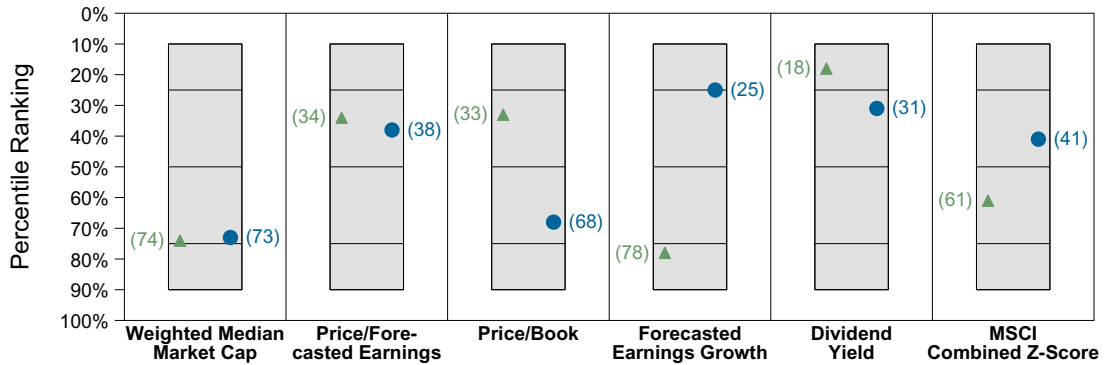 Percentile Ranking
0%
10%
20%
30%
40%
50%
60%
70%
80%
90%
100%
(74)
(73)
(34)
(38)
(33)
(68)
(78)
(25)
(18)
(31)
(61)
(41)
Weighted Median
Market Cap
Price/Fore-
casted Earnings
Price/Book
Forecasted
Earnings Growth
Dividend
Yield
MSCI
Combined Z-Score